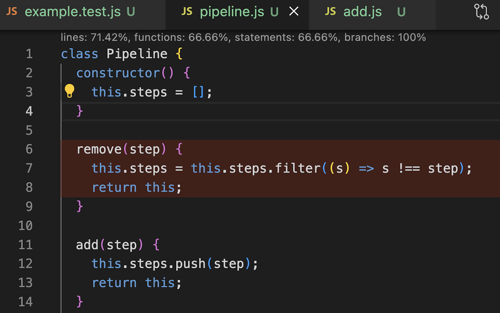 JS example.test.js U JS pipeline.js U × JS add.js U
lines: 71.42%, functions: 66.66%, statements: 66.66%, branches: 100%
1 class Pipeline {
2 constructor() {
3 this.steps = [];
4 }
5
6 remove(step) {
7 this.steps = this.steps.filter((s) => s !== step);
8 return this;
9 }
10
11 add(step) {
12 this.steps.push(step);
13 return this;
14 }